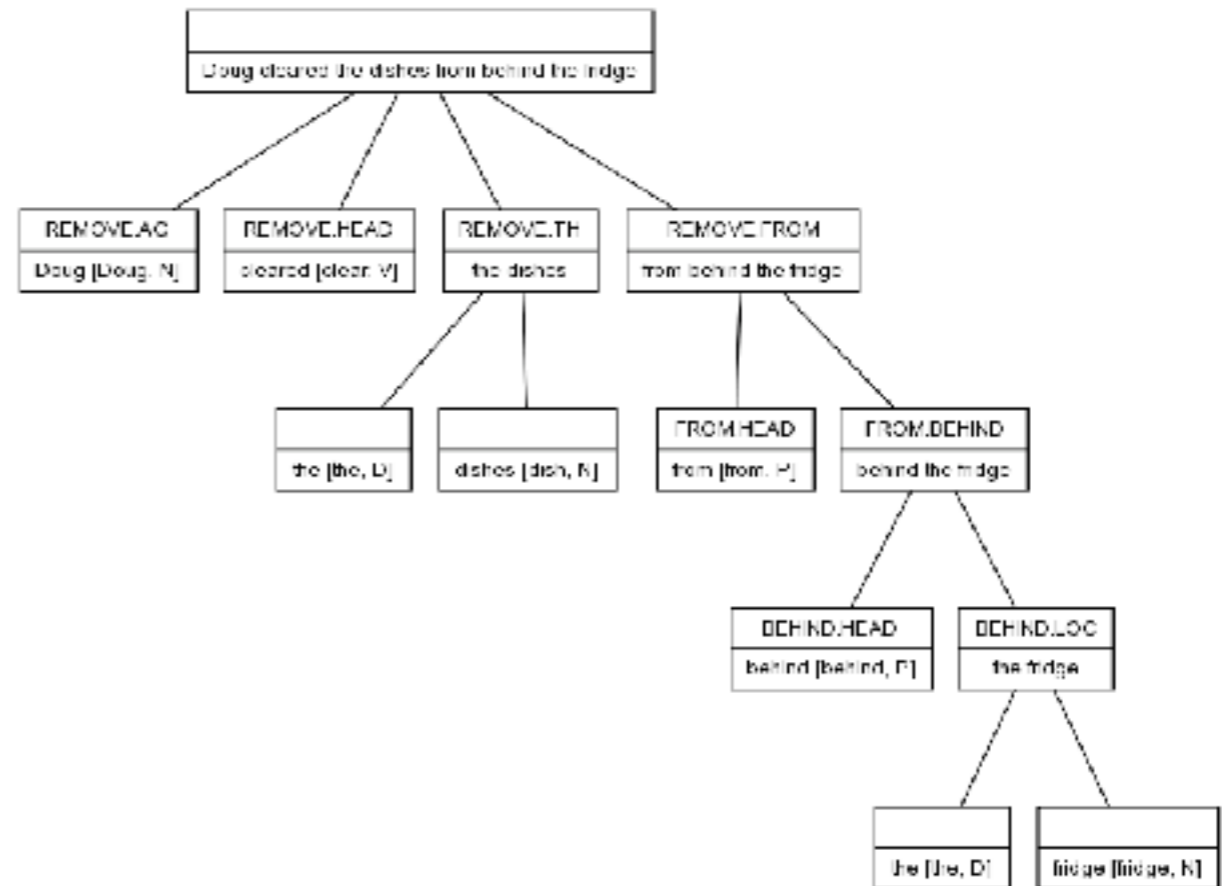 Doug cleared the dishes from behind the fridge
REMOVE.AG
Doug [Doug, N]
REMOVE.HEAD
cleared [clear, V]
REMOVE.TH
the dishes
REMOVE.FROM
from behind the fridge
the [the, D]
dishes [dish, N]
FROM.HEAD
from [from, P]
FROM.BEHIND
behind the fridge
BEHIND.HEAD
behind [behind, P]
BEHIND.LOC
the fridge
the [the, D]
fridge [fridge, N]